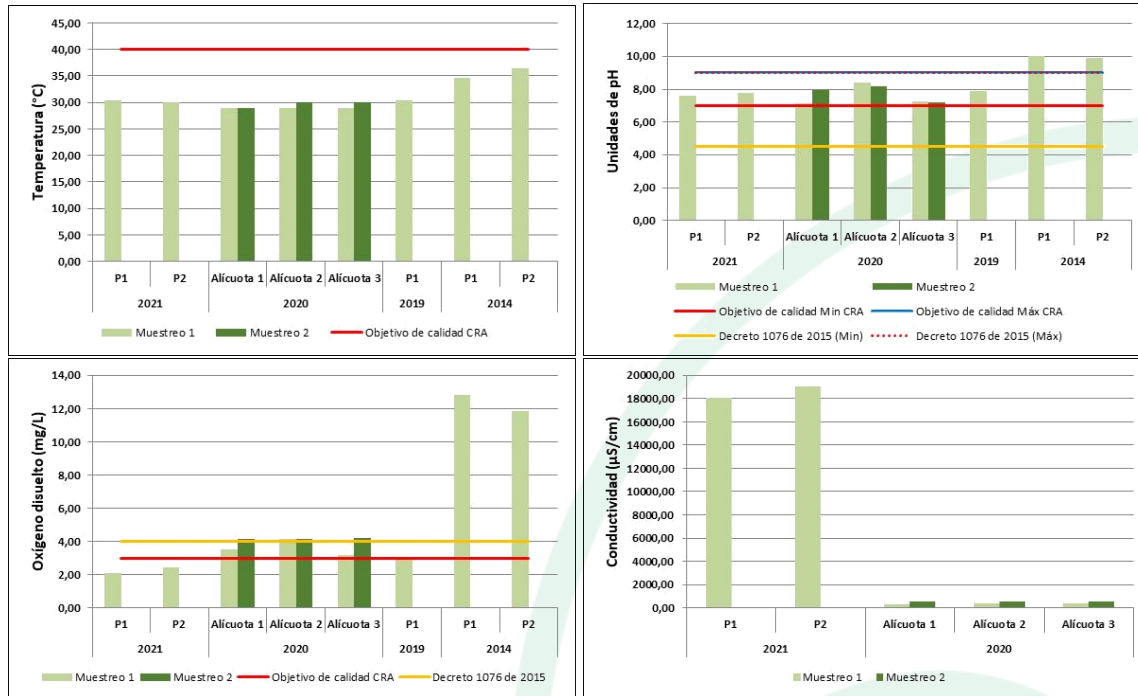 45,00
40,00
35,00
30,00
25,00
20,00
15,00
10,00
5,00
0,00
Temperatura (°C)
P1 P2 Alícuota 1 Alícuota 2 Alícuota 3 P1 P1 P2
2021 2020 2019 2014
Muestreo 1 Muestreo 2 Objetivo de calidad CRA
12,00
10,00
8,00
6,00
4,00
2,00
0,00
Unidades de pH
P1 P2 Alícuota 1 Alícuota 2 Alícuota 3 P1 P1 P2
2021 2020 2019 2014
Muestreo 1 Muestreo 2
Objetivo de calidad Min CRA Objetivo de calidad Máx CRA
Decreto 1076 de 2015 (Min) Decreto 1076 de 2015 (Máx)
14,00
12,00
10,00
8,00
6,00
4,00
2,00
0,00
Oxígeno disuelto (mg/L)
P1 P2 Alícuota 1 Alícuota 2 Alícuota 3 P1 P1 P2
2021 2020 2019 2014
Muestreo 1 Muestreo 2 Objetivo de calidad CRA Decreto 1076 de 2015
20000,00
18000,00
16000,00
14000,00
12000,00
10000,00
8000,00
6000,00
4000,00
2000,00
0,00
Conductividad (µS/cm)
P1 P2 Alícuota 1 Alícuota 2 Alícuota 3
2021 2020
Muestreo 1 Muestreo 2